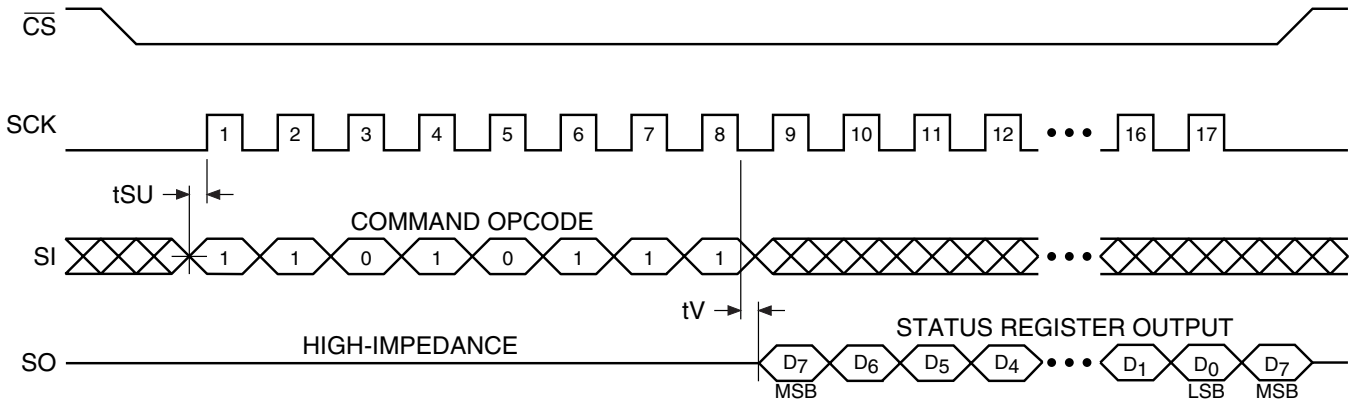 CS
SCK 1 2 3 4 5 6 7 8 9 10 11 12 ••• 16 17
tSU
COMMAND OPCODE
SI 1 1 0 1 0 1 1 1 •••
tV
STATUS REGISTER OUTPUT
HIGH-IMPEDANCE
SO D7 D6 D5 D4 ••• D1 D0 D7
MSB LSB MSB